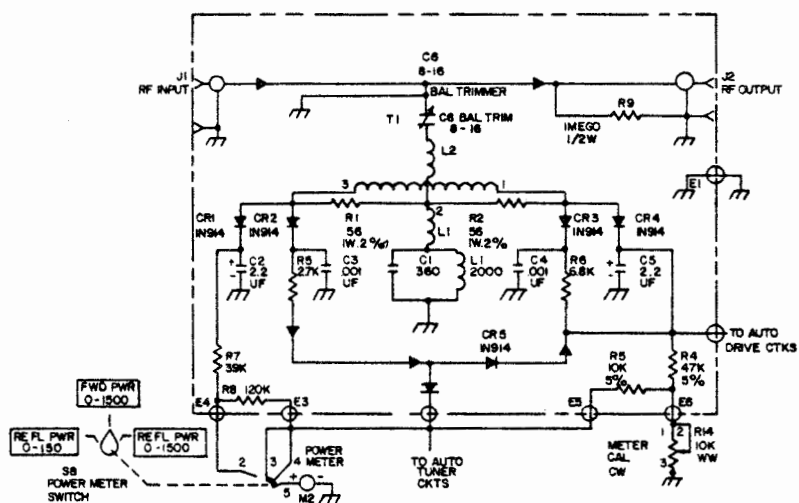 C6
8-16
J1
RF INPUT
J2
RF OUTPUT
BAL TRIMMER
R9
T1
C6 BAL TRIM
8-16
1MEGO
1/2W
L2
E1
3
1
CR1
IN914
CR2
IN914
R1
56
1W.2%
2
L1
R2
56
1W.2%
CR3
IN914
CR4
IN914
+
-
C2
2.2
UF
R5
27K
C3
.001
UF
C1
360
L1
2000
C4
.001
UF
R6
6.8K
+
-
C5
2.2
UF
CR5
IN914
TO AUTO
DRIVE CTKS
R7
39K
R5
10K
5%
R4
47K
5%
R8 120K
FWD PWR
0-1500
E4
E3
E5
E6
REFL PWR
0-150
REFL PWR
0-1500
S8
POWER METER
SWITCH
2
3
4
5
POWER
METER
+
-
M2
TO AUTO
TUNER
CKTS
METER
CAL
CW
1
2
3
R14
10K
WW